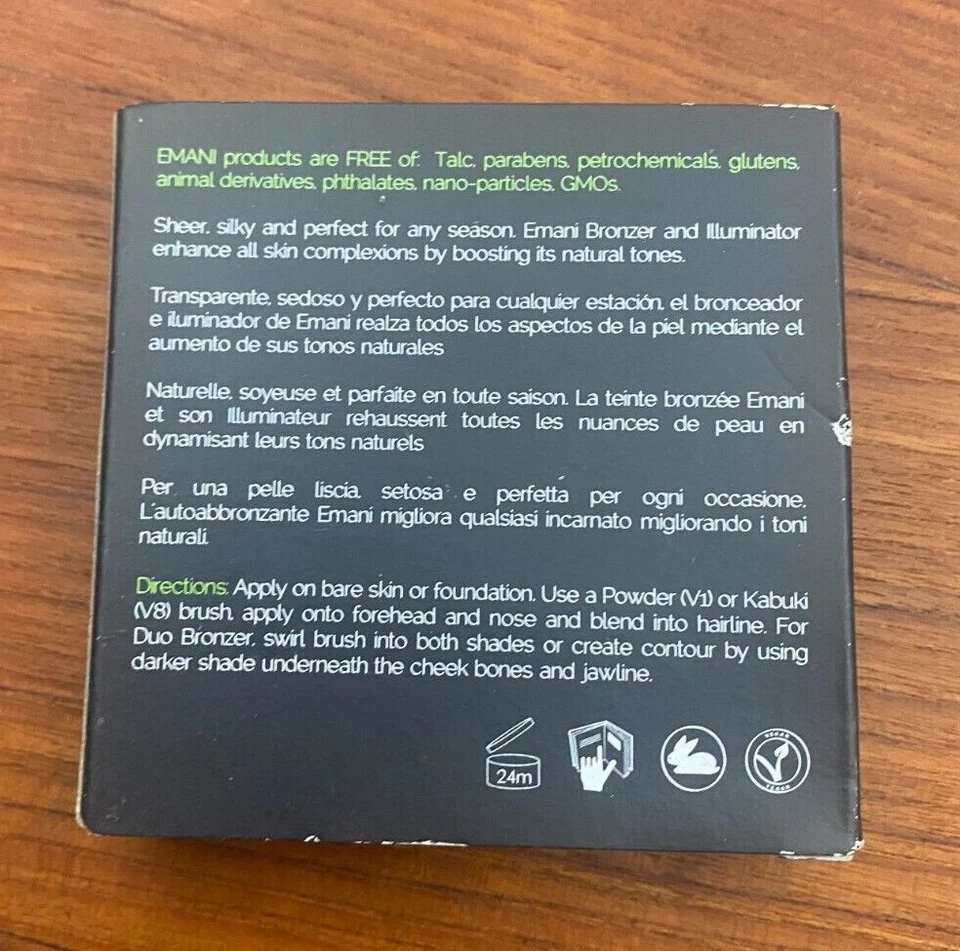 EMANI products are FREE of: Talc, parabens, petrochemicals, glutens,
animal derivatives, phthalates, nano-particles, GMOs.
Sheer, silky and perfect for any season. Emani Bronzer and Illuminator
enhance all skin complexions by boosting its natural tones.
Transparente, sedoso y perfecto para cualquier estación, el bronceador
e iluminador de Emani realza todos los aspectos de la piel mediante el
aumento de sus tonos naturales
Naturelle, soyeuse et parfaite en toute saison. La teinte bronzée Emani
et son Illuminateur rehaussent toutes les nuances de peau en
dynamisant leurs tons naturels
Per una pelle liscia, setosa e perfetta per ogni occasione.
L'autoabbronzante Emani migliora qualsiasi incarnato migliorando i toni
naturali.
Directions: Apply on bare skin or foundation. Use a Powder (V1) or Kabuki
(V8) brush, apply onto forehead and nose and blend into hairline. For
Duo Bronzer, swirl brush into both shades or create contour by using
darker shade underneath the cheek bones and jawline.
24m
VEGAN
VEGAN